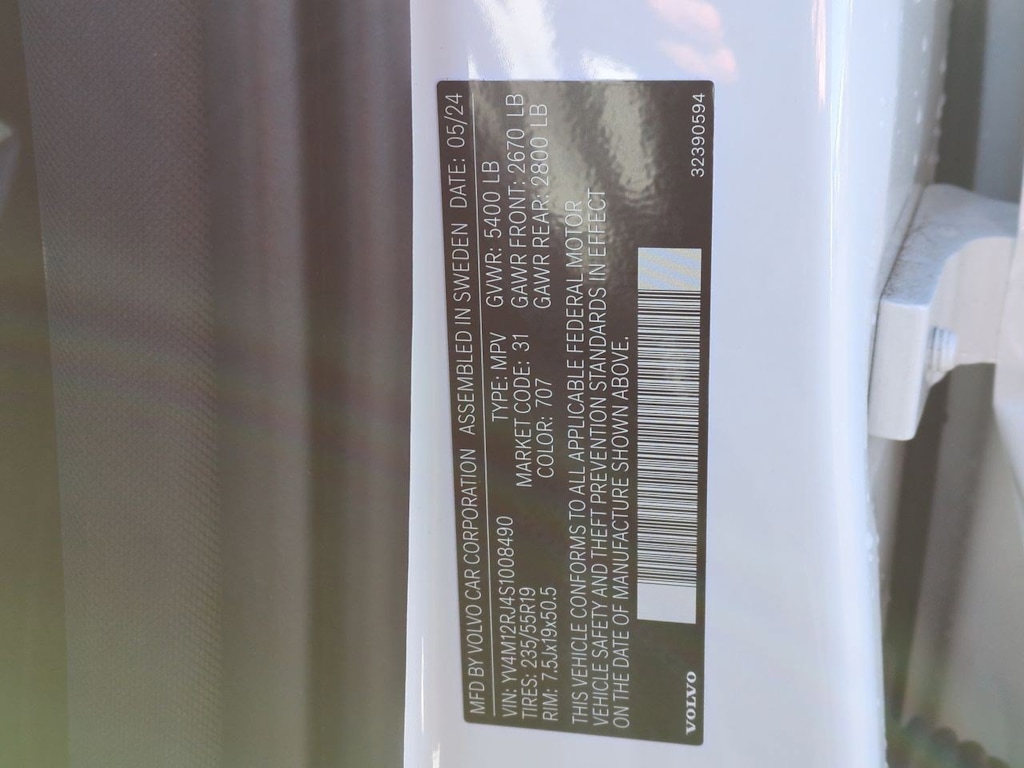 MFD BY VOLVO CAR CORPORATION ASSEMBLED IN SWEDEN DATE: 05/24
VIN: YV4M12RJ4S1008490 TYPE: MPV GVWR: 5400 LB
TIRES: 235/55R19 MARKET CODE: 31 GAWR FRONT: 2670 LB
RIM: 7.5Jx19x50.5 COLOR: 707 GAWR REAR: 2800 LB
THIS VEHICLE CONFORMS TO ALL APPLICABLE FEDERAL MOTOR
VEHICLE SAFETY AND THEFT PREVENTION STANDARDS IN EFFECT
ON THE DATE OF MANUFACTURE SHOWN ABOVE.
VOLVO 32390594